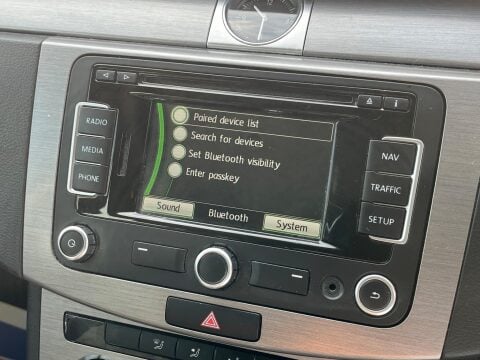 12
RADIO
MEDIA
PHONE
Paired device list
Search for devices
Set Bluetooth visibility
Enter passkey
Sound
Bluetooth
System
i
NAV
TRAFFIC
SETUP